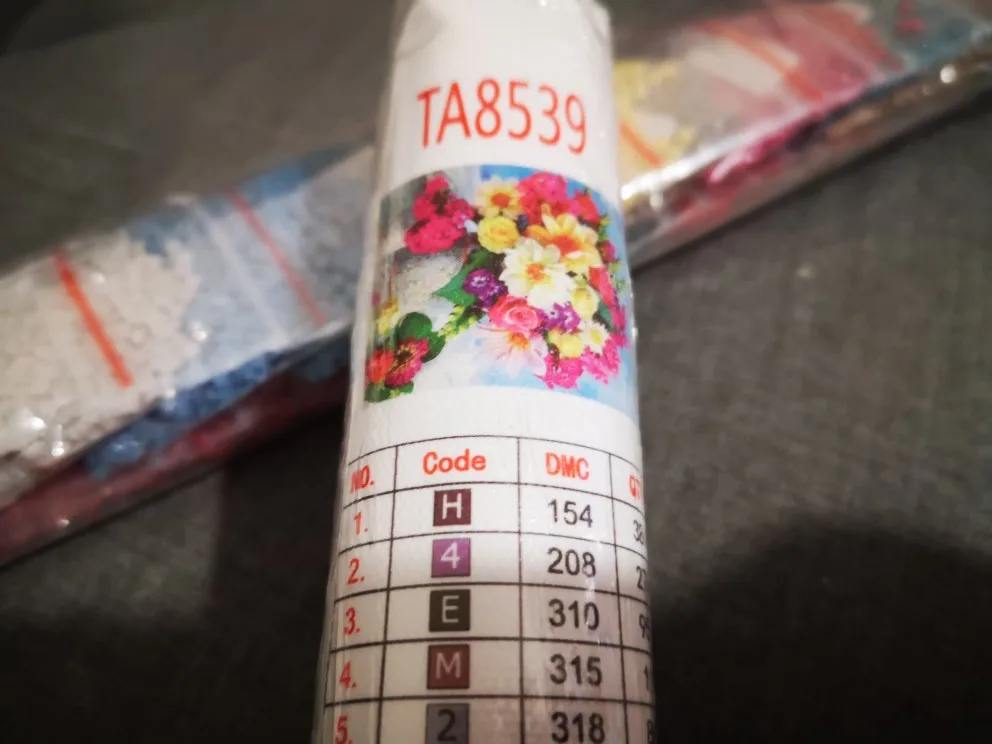 TA8539
NO. Code DMC
1. H 154
2. 4 208
3. E 310
4. M 315
5. 2 318